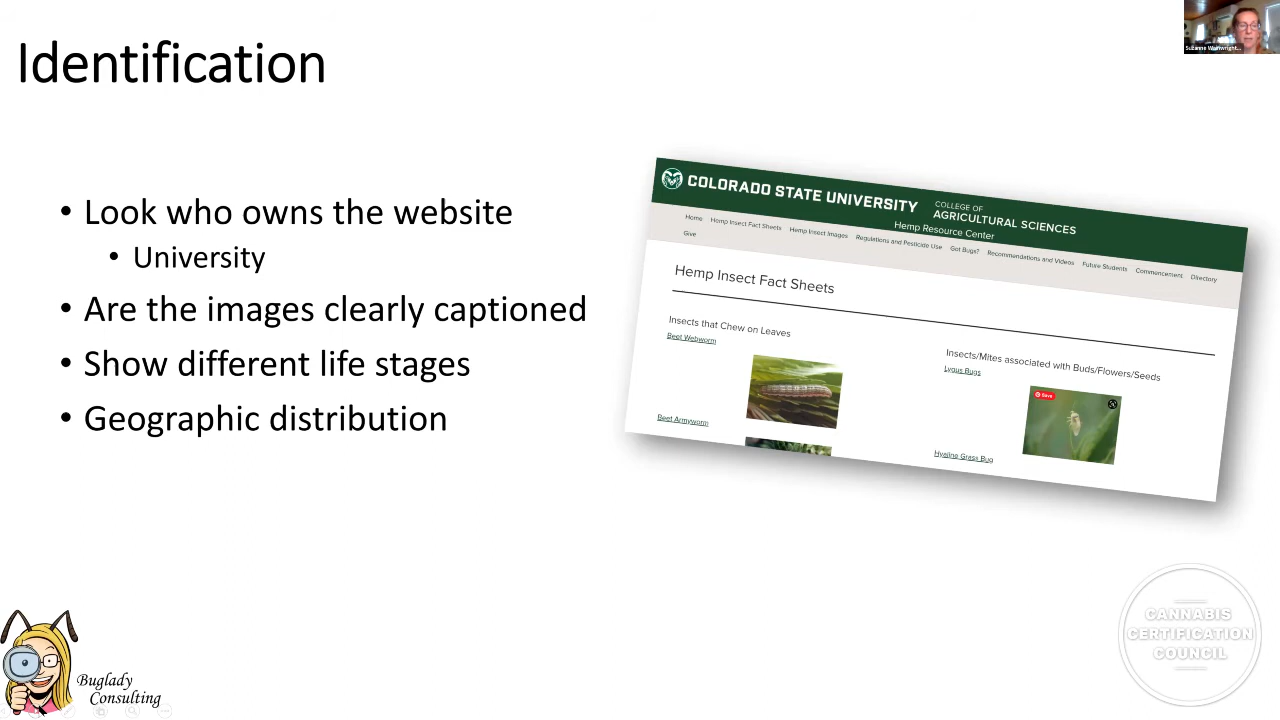 Identification
Suzanne Wainwright...
• Look who owns the website
• University
• Are the images clearly captioned
• Show different life stages
• Geographic distribution
COLORADO STATE UNIVERSITY
COLLEGE OF
AGRICULTURAL SCIENCES
Hemp Resource Center
Home Hemp Insect Fact Sheets Hemp Insect Images Regulations and Pesticide Use Got Bugs? Recommendations and Videos Future Students Commencement Directory
Give
Hemp Insect Fact Sheets
Insects that Chew on Leaves
Beet Webworm
Beet Armyworm
Insects/Mites associated with Buds/Flowers/Seeds
Lygus Bugs
Save
Hyaline Grass Bug
Buglady
Consulting
CANNABIS
CERTIFICATION
COUNCIL